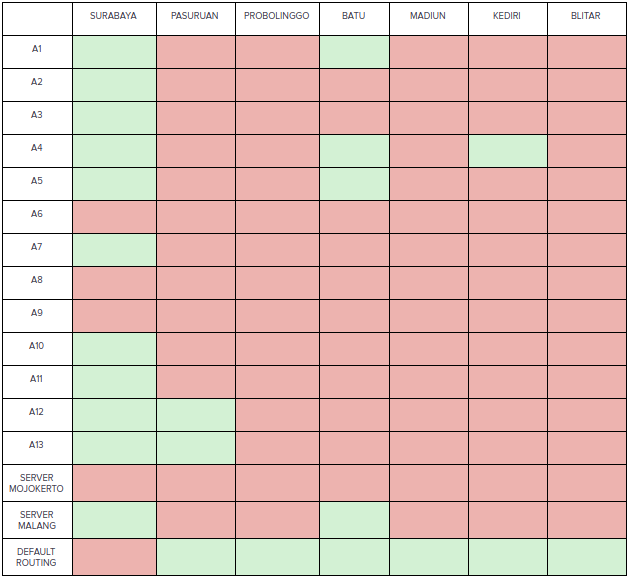 SURABAYA PASURUAN PROBOLINGGO BATU MADIUN KEDIRI BLITAR
A1
A2
A3
A4
A5
A6
A7
A8
A9
A10
A11
A12
A13
SERVER
MOJOKERTO
SERVER
MALANG
DEFAULT
ROUTING